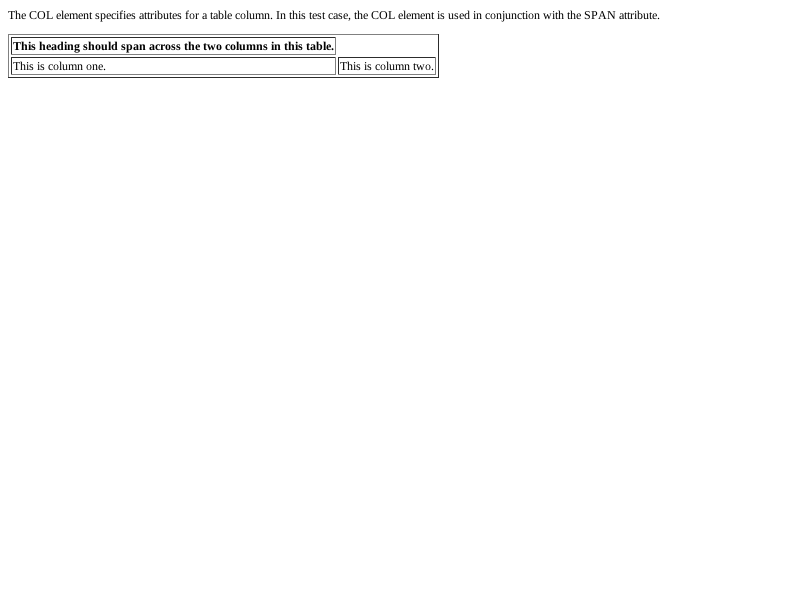 The COL element specifies attributes for a table column. In this test case, the COL element is used in conjunction with the SPAN attribute.
This heading should span across the two columns in this table.
This is column one. This is column two.